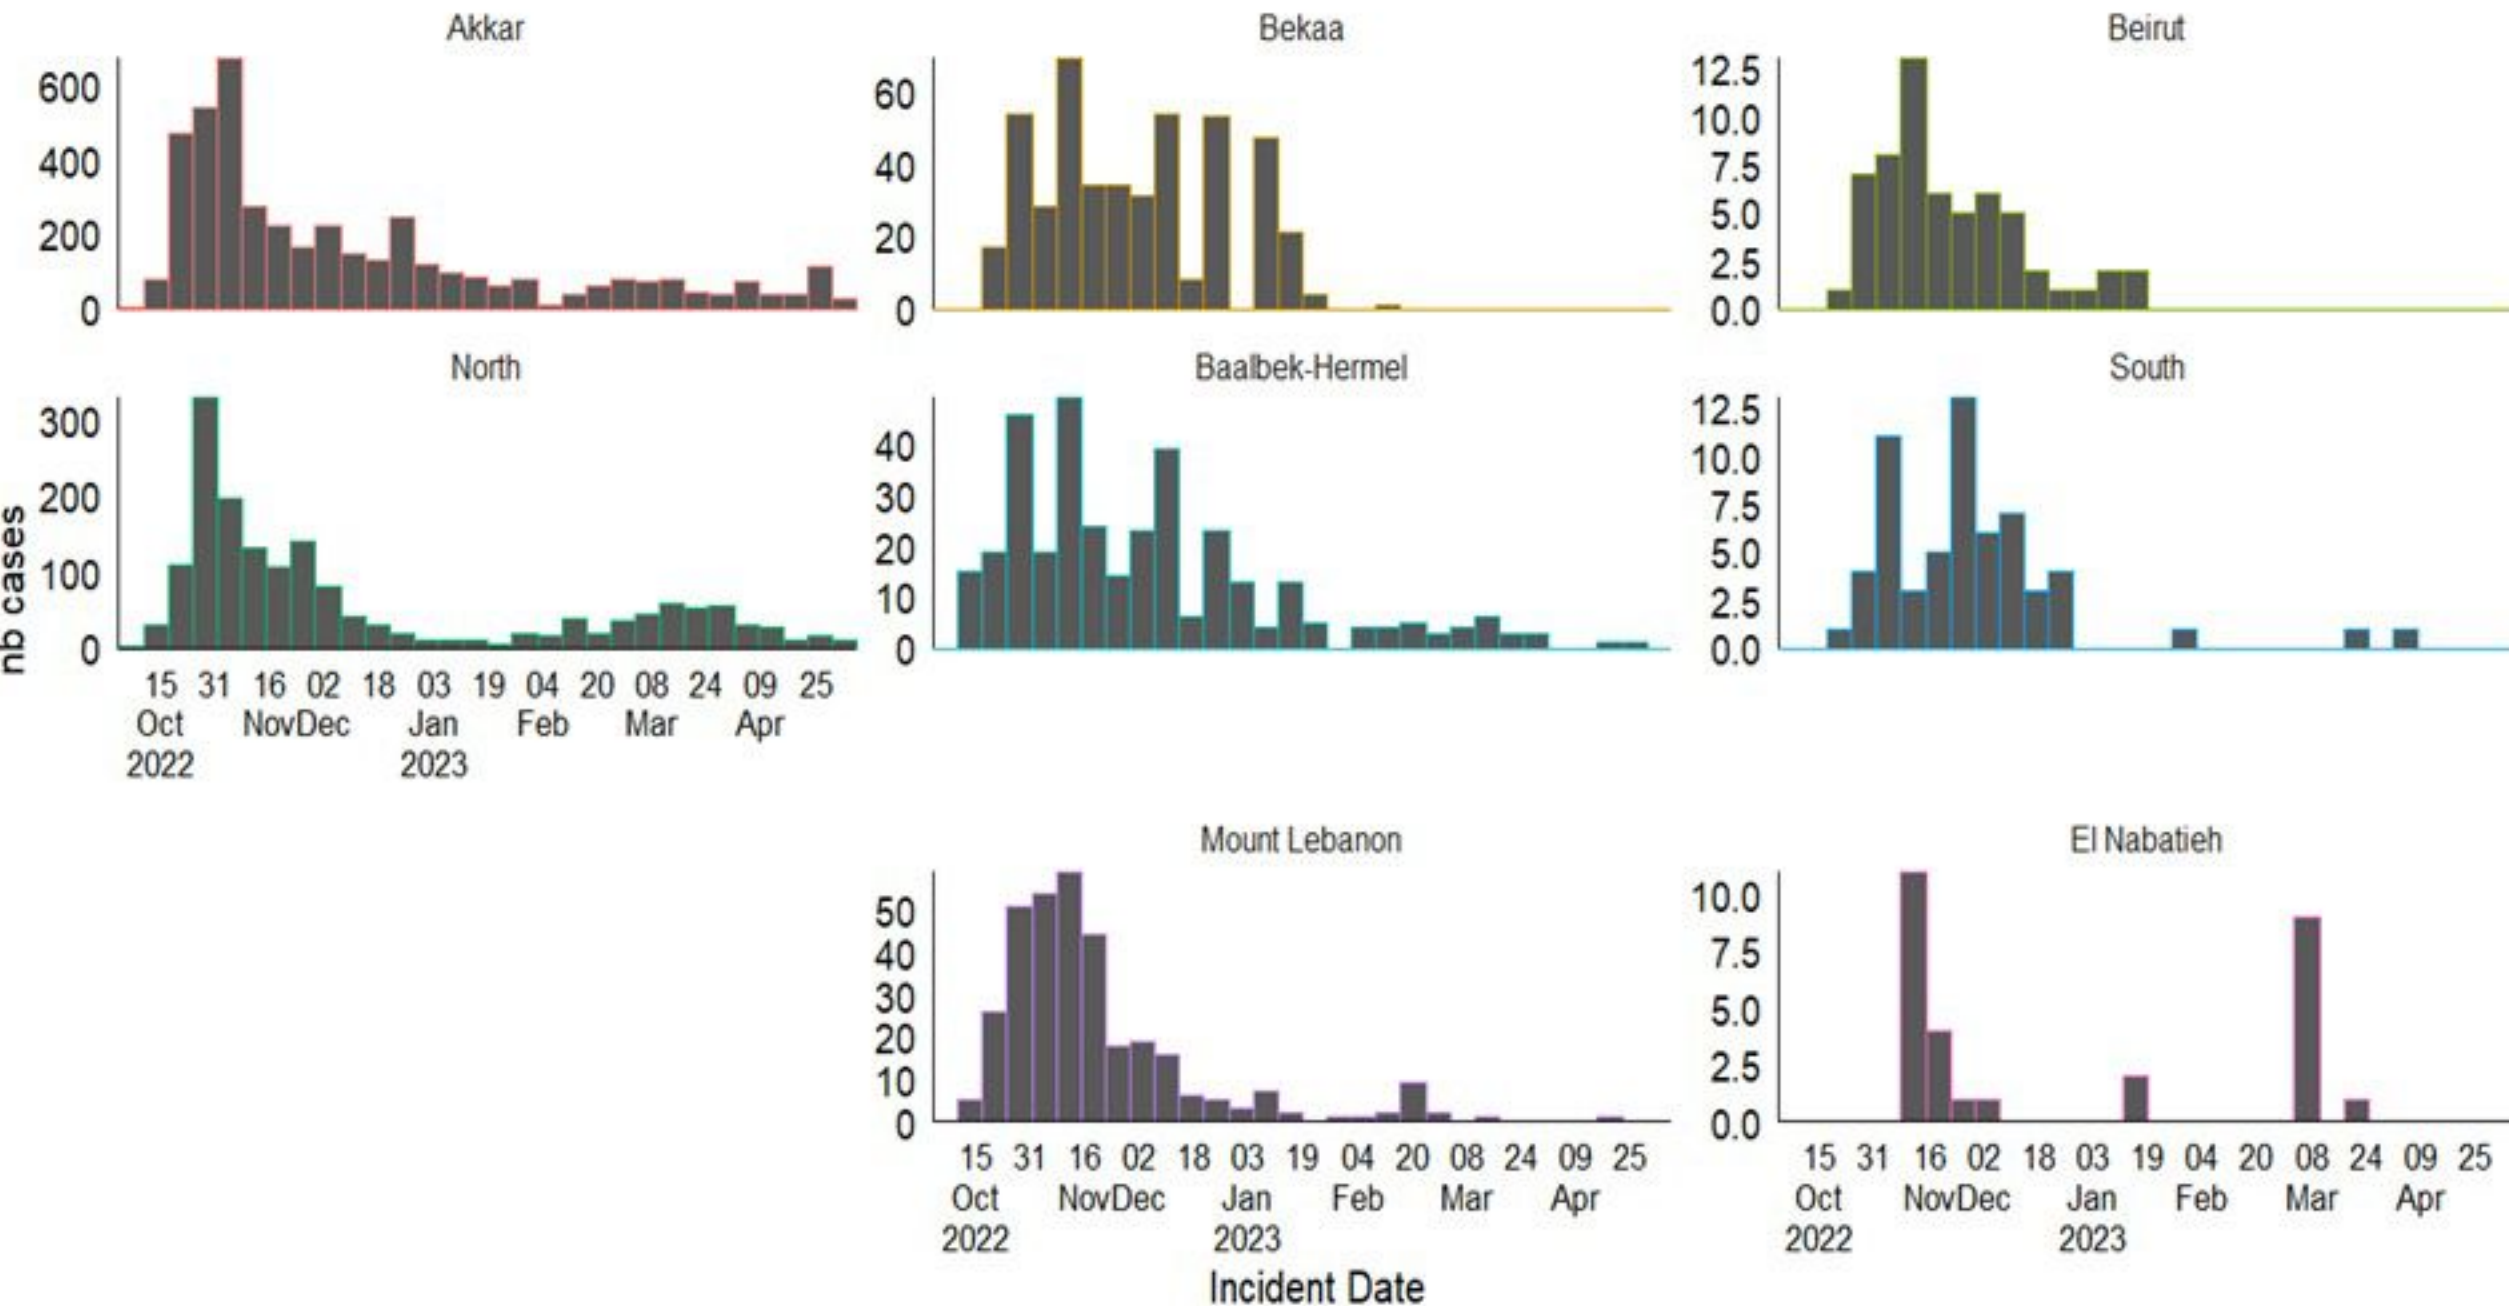 Akkar
600
400
200
0
Bekaa
60
40
20
0
Beirut
12.5
10.0
7.5
5.0
2.5
0.0
nb cases
North
300
200
100
0
15 31 16 02 18 03 19 04 20 08 24 09 25
Oct NovDec Jan Feb Mar Apr
2022 2023
Baalbek-Hermel
40
30
20
10
0
South
12.5
10.0
7.5
5.0
2.5
0.0
Mount Lebanon
50
40
30
20
10
0
15 31 16 02 18 03 19 04 20 08 24 09 25
Oct NovDec Jan Feb Mar Apr
2022 2023
El Nabatieh
10.0
7.5
5.0
2.5
0.0
15 31 16 02 18 03 19 04 20 08 24 09 25
Oct NovDec Jan Feb Mar Apr
2022 2023
Incident Date